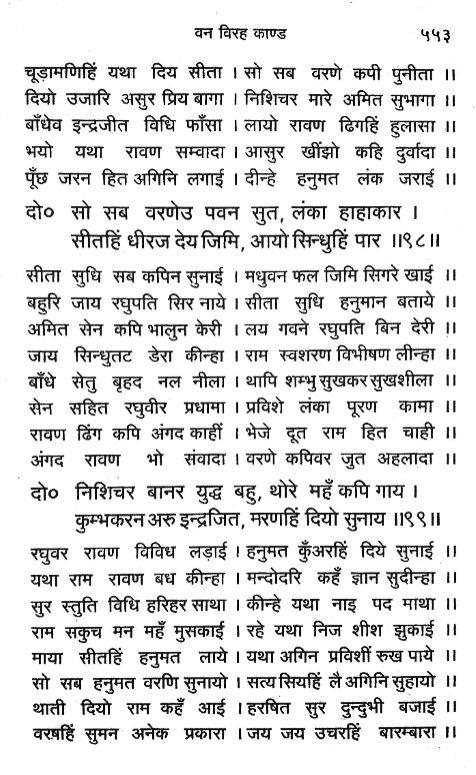 वन विरह काण्ड ५५३
चूड़ामणिहिं यथा दिय सीता । सो सब वरणे कपी पुनीता ॥
दियो उजारि असुर प्रिय बागा । निशिचर मारे अमित सुभागा ॥
बाँधेव इन्द्रजीत विधि फाँसा । लायो रावण ढिगहिं हुलासा ॥
भयो यथा रावण सम्वादा । आसुर खींझो कहि दुर्वादा ॥
पूँछ जरन हित अगिनि लगाई । दीन्हे हनुमत लंक जराई ॥
दो० सो सब वरणेउ पवन सुत, लंका हाहाकार ।
सीतहिं धीरज देय जिमि, आयो सिन्धुहिं पार ॥९८॥
सीता सुधि सब कपिन सुनाई । मधुवन फल जिमि सिगरे खाई ॥
बहुरि जाय रघुपति सिर नाये । सीता सुधि हनुमान बताये ॥
अमित सेन कपि भालुन केरी । लय गवने रघुपति बिन देरी ॥
जाय सिन्धुतट डेरा कीन्हा । राम स्वशरण विभीषण लीन्हा ॥
बाँधे सेतु बृहद नल नीला । थापि शम्भु सुखकर सुखशीला ॥
सेन सहित रघुवीर प्रधामा । प्रविशे लंका पूरण कामा ॥
रावण ढिंग कपि अंगद काहीं । भेजे दूत राम हित चाही ॥
अंगद रावण भो संवादा । वरणे कपिवर जुत अहलादा ॥
दो० निशिचर बानर युद्ध बहु, थोरे महँ कपि गाय ।
कुम्भकरन अरु इन्द्रजित, मरणहिं दियो सुनाय ॥९९॥
रघुवर रावण विविध लड़ाई । हनुमत कुँअरहिं दिये सुनाई ॥
यथा राम रावण बध कीन्हा । मन्दोदरि कहँ ज्ञान सुदीन्हा ॥
सुर स्तुति विधि हरिहर साथा । कीन्हे यथा नाइ पद माथा ॥
राम सकुच मन महँ मुसकाई । रहे यथा निज शीश झुकाई ॥
माया सीतहिं हनुमत लाये । यथा अगिन प्रविशीं रुख पाये ॥
सो सब हनुमत वरणि सुनायो । सत्य सियहिं लै अगिनि सुहायो ॥
थाती दियो राम कहँ आई । हरषित सुर दुन्दुभी बजाई ॥
वरषहिं सुमन अनेक प्रकारा । जय जय उचरहिं बारम्बारा ॥